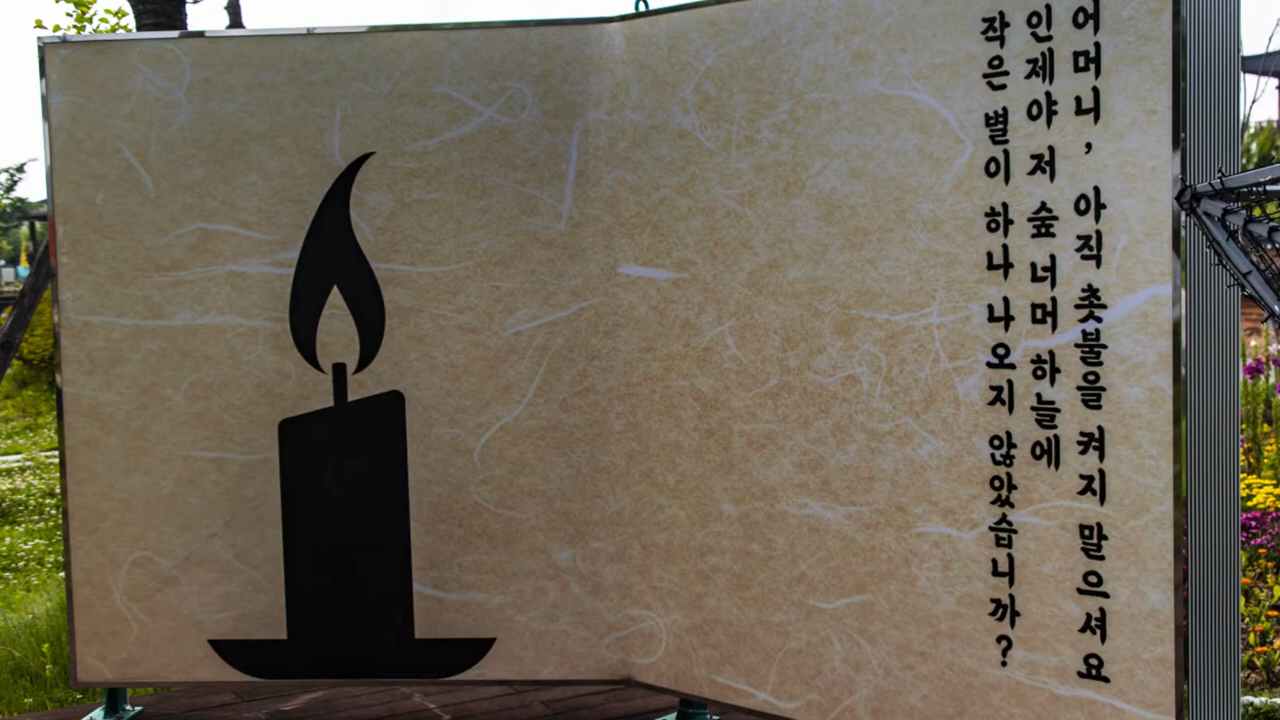 어머니, 아직 촛불을 켜지 말으셔요
인제야 저 숲 너머 하늘에
작은 별이 하나 나오지 않았습니까?